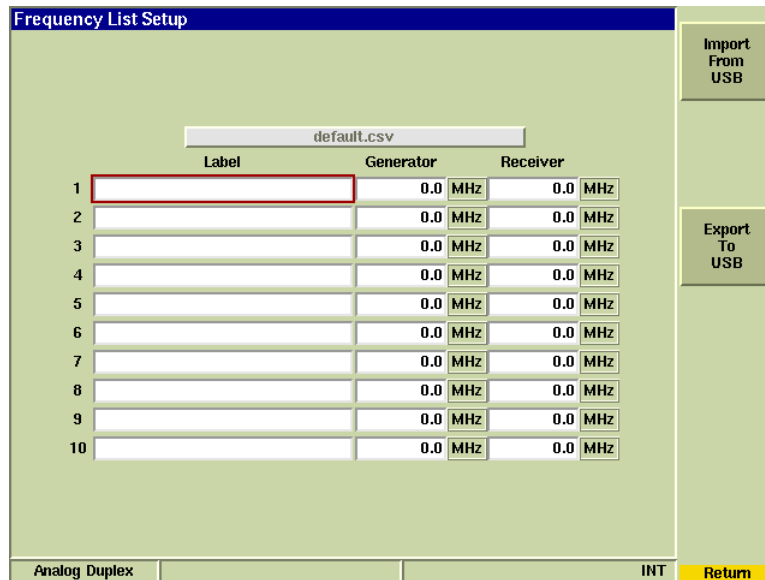 Frequency List Setup
Import
From
USB
default.csv
Label Generator Receiver
1 0.0 MHz 0.0 MHz
2 0.0 MHz 0.0 MHz
3 0.0 MHz 0.0 MHz
4 0.0 MHz 0.0 MHz
5 0.0 MHz 0.0 MHz
6 0.0 MHz 0.0 MHz
7 0.0 MHz 0.0 MHz
8 0.0 MHz 0.0 MHz
9 0.0 MHz 0.0 MHz
10 0.0 MHz 0.0 MHz
Export
To
USB
Analog Duplex INT Return